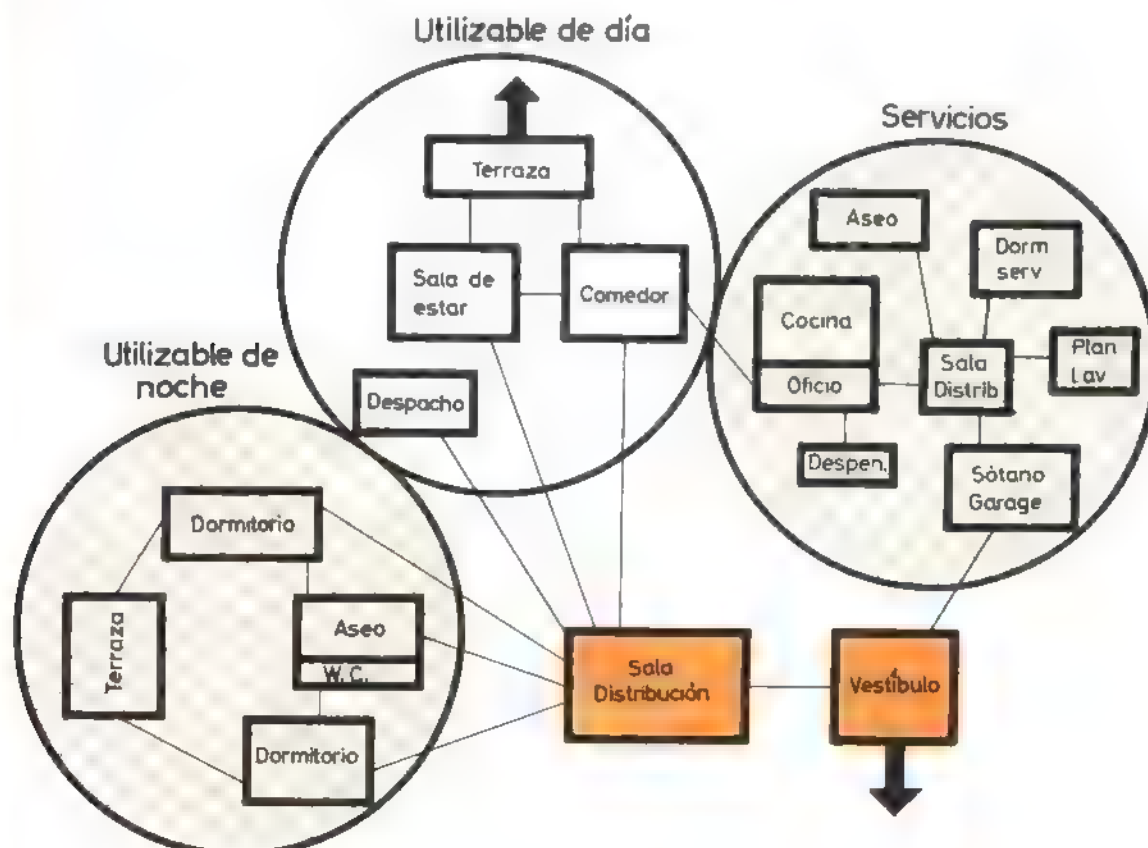 Utilizable de día
Terraza
Sala de
estar
Comedor
Despacho
Servicios
Aseo
Dorm
serv
Cocina
Oficio
Sala
Distrib
Plan
Lav
Despen.
Sótano
Garage
Utilizable de
noche
Dormitorio
Terraza
Aseo
W.C.
Dormitorio
Sala
Distribución
Vestíbulo